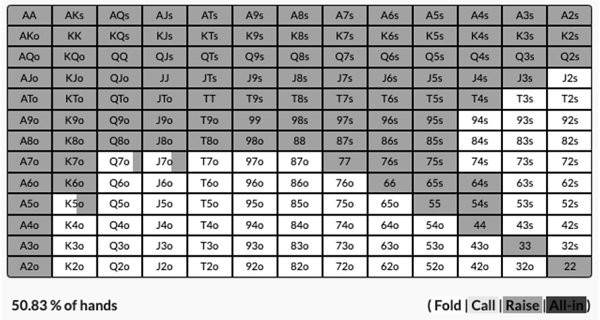 AA AKs AQs AJs ATs A9s A8s A7s A6s A5s A4s A3s A2s
AKo KK KQs KJs KTs K9s K8s K7s K6s K5s K4s K3s K2s
AQo KQo QQ QJs QTs Q9s Q8s Q7s Q6s Q5s Q4s Q3s Q2s
AJo KJo QJo JJ JTs J9s J8s J7s J6s J5s J4s J3s J2s
ATo KTo QTo JTo TT T9s T8s T7s T6s T5s T4s T3s T2s
A9o K9o Q9o J9o T9o 99 98s 97s 96s 95s 94s 93s 92s
A8o K8o Q8o J8o T8o 98o 88 87s 86s 85s 84s 83s 82s
A7o K7o Q7o J7o T7o 97o 87o 77 76s 75s 74s 73s 72s
A6o K6o Q6o J6o T6o 96o 86o 76o 66 65s 64s 63s 62s
A5o K5o Q5o J5o T5o 95o 85o 75o 65o 55 54s 53s 52s
A4o K4o Q4o J4o T4o 94o 84o 74o 64o 54o 44 43s 42s
A3o K3o Q3o J3o T3o 93o 83o 73o 63o 53o 43o 33 32s
A2o K2o Q2o J2o T2o 92o 82o 72o 62o 52o 42o 32o 22
50.83 % of hands ( Fold | Call | Raise | All-in )